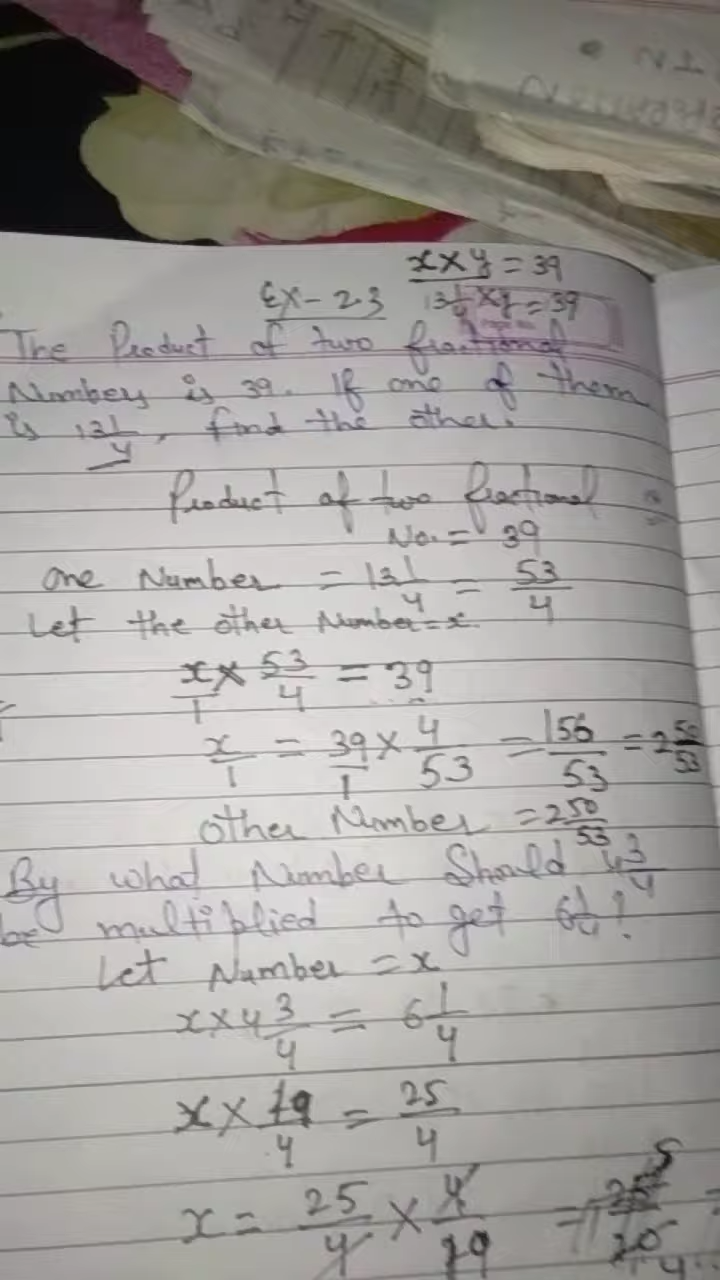 x × y = 39
Ex - 2.3 13 1/4 × y = 39
The Product of two fractional
Numbers is 39. If one of them
is 13 1/4, find the other.
Product of two fractional
No. = 39
One Number = 13 1/4 = 53/4
Let the other Number = x
x/1 × 53/4 = 39
x/1 = 39/1 × 4/53 = 156/53 = 2 50/53
other Number = 2 50/53
By what Number Should 4 3/4
be multiplied to get 6 1/4?
Let Number = x
x × 4 3/4 = 6 1/4
x × 19/4 = 25/4
x = 25/4 × 4/19 =